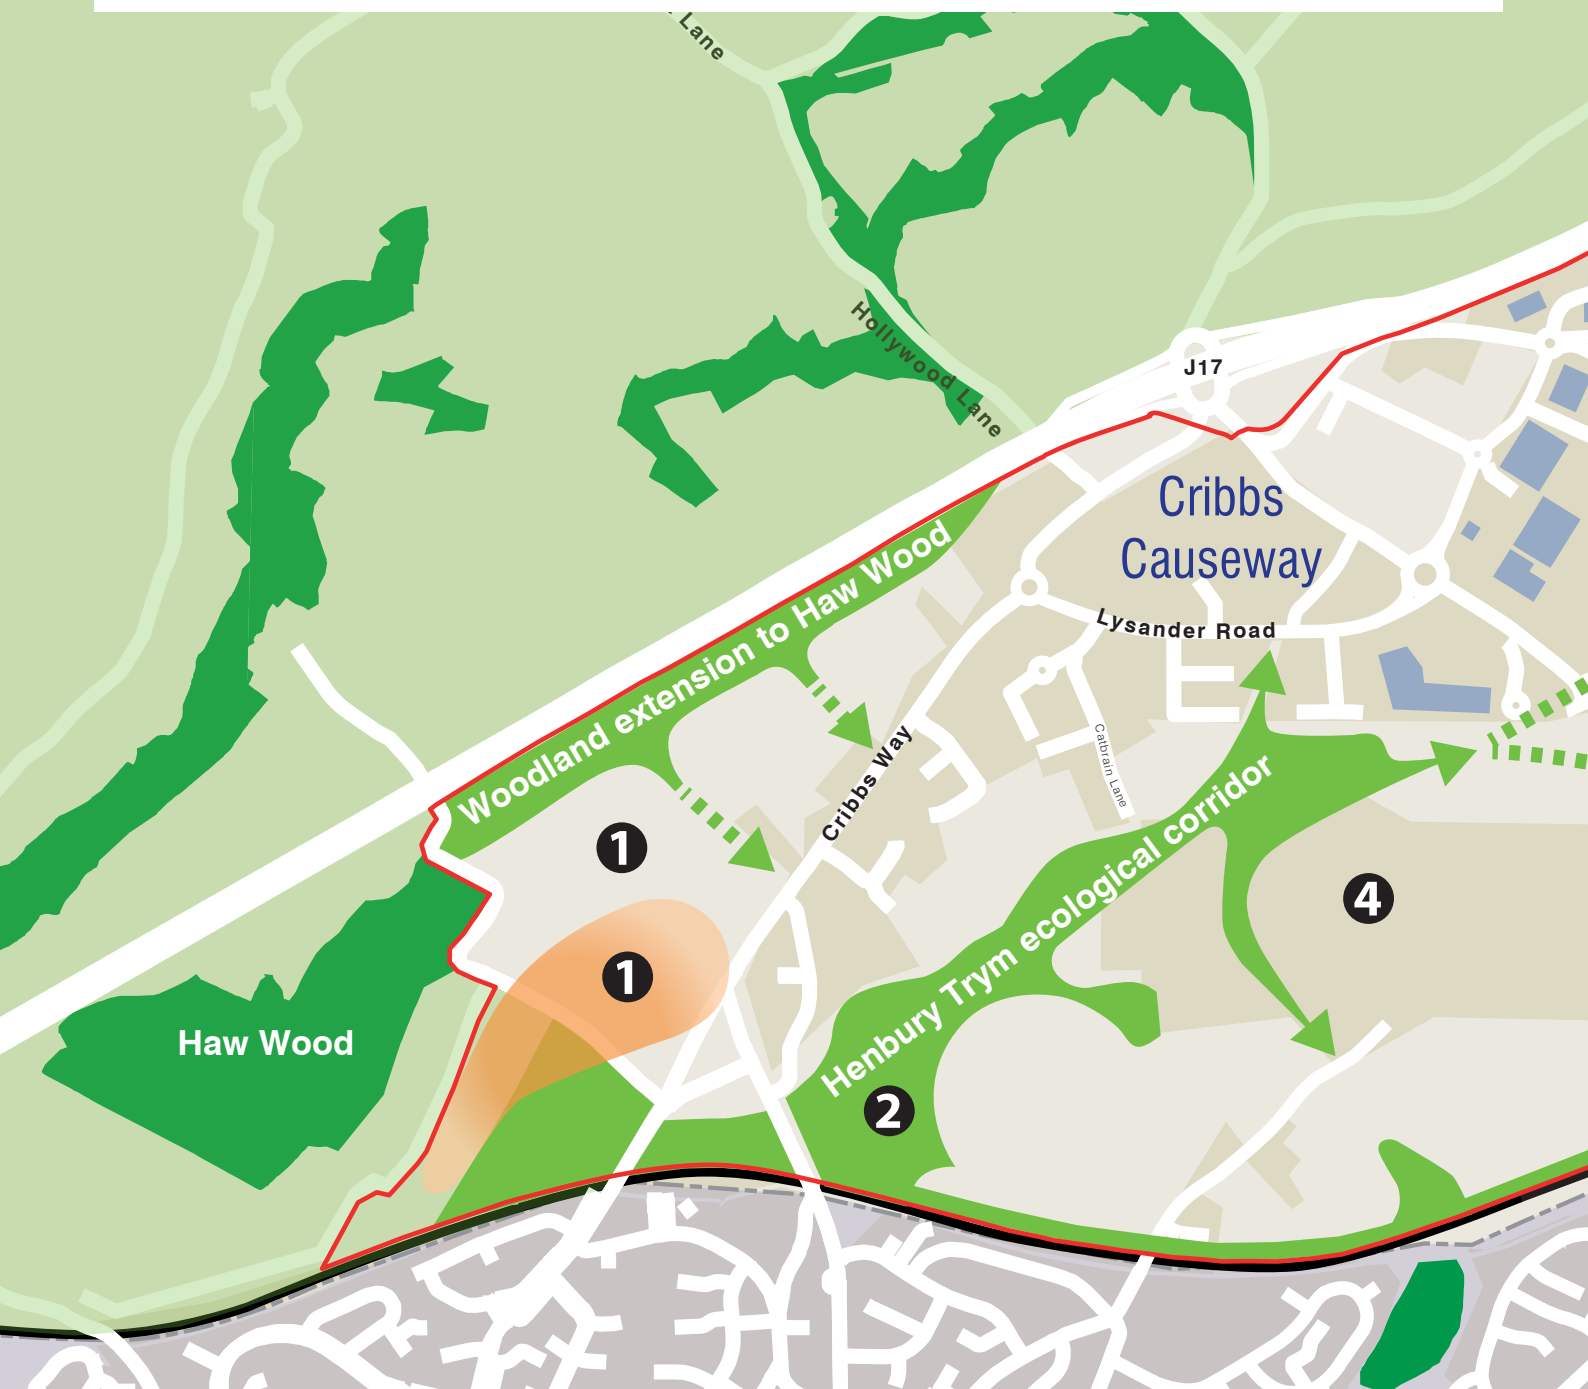 Lane
Hollywood Lane
J17
Cribbs
Causeway
Lysander Road
Woodland extension to Haw Wood
Cribbs Way
Catbrain Lane
Henbury Trym ecological corridor
1
4
1
Haw Wood
2